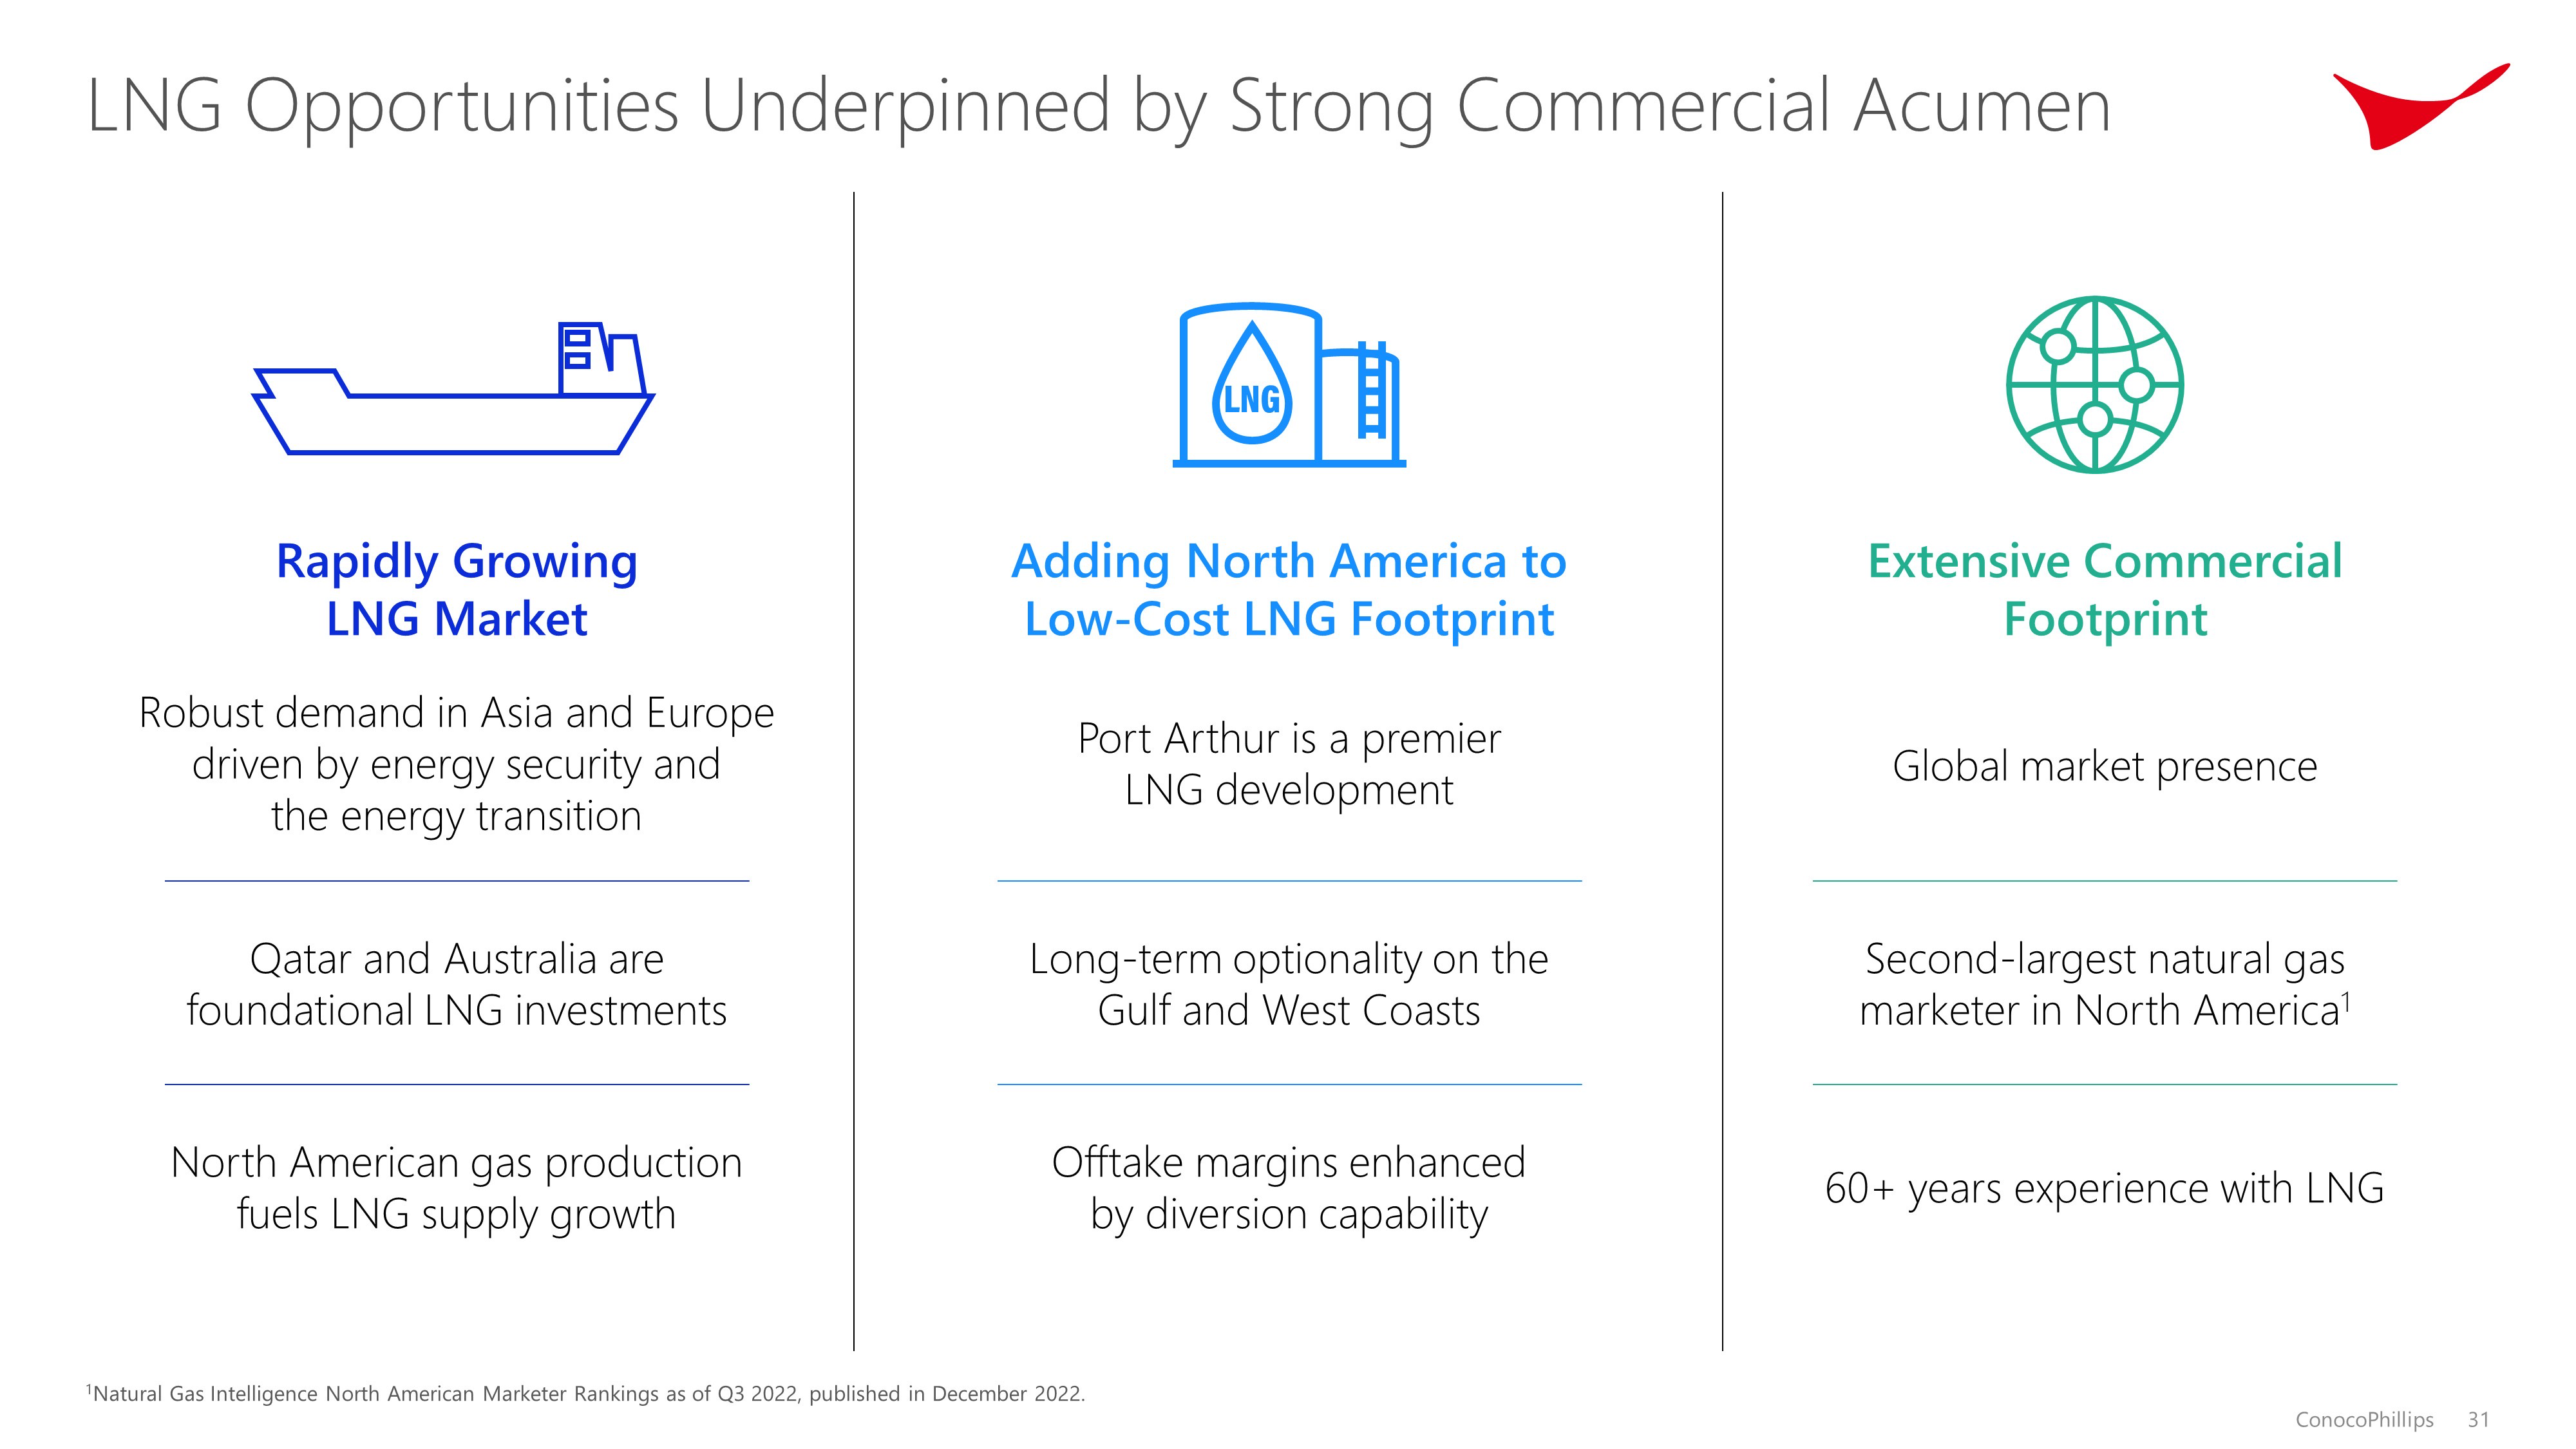 LNG Opportunities Underpinned by Strong Commercial Acumen
LNG
Rapidly Growing
LNG Market
Robust demand in Asia and Europe
driven by energy security and
the energy transition
Qatar and Australia are
foundational LNG investments
North American gas production
fuels LNG supply growth
Adding North America to
Low-Cost LNG Footprint
Port Arthur is a premier
LNG development
Long-term optionality on the
Gulf and West Coasts
Offtake margins enhanced
by diversion capability
Extensive Commercial
Footprint
Global market presence
Second-largest natural gas
marketer in North America¹
60+ years experience with LNG
¹Natural Gas Intelligence North American Marketer Rankings as of Q3 2022, published in December 2022.
ConocoPhillips 31